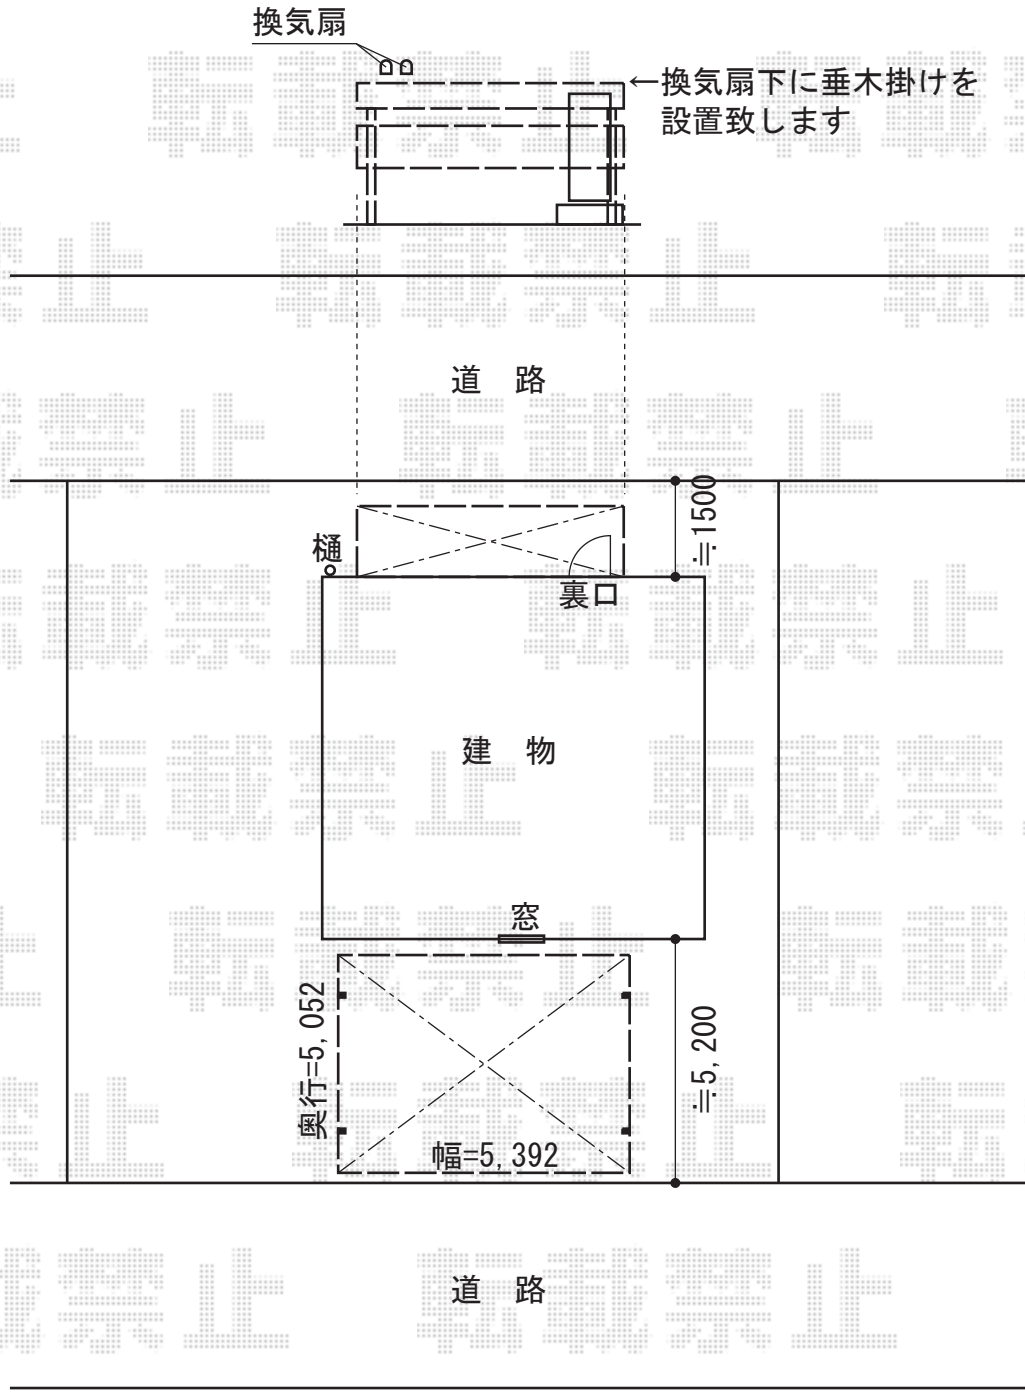 換気扇
換気扇下に垂木掛けを
設置致します
道 路
≒1500
樋
裏口
建 物
窓
奥行=5,052
≒5,200
幅=5,392
道 路
転載禁止